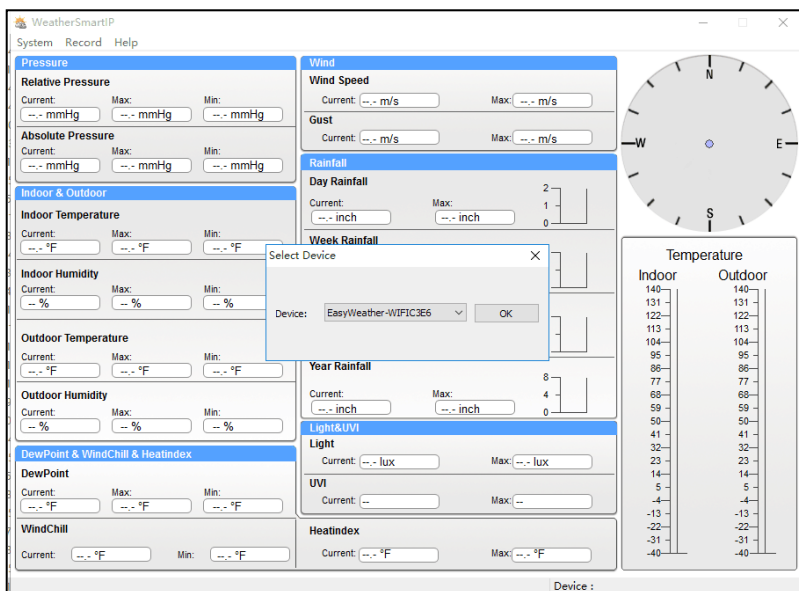 WeatherSmartIP
System Record Help
Pressure
Relative Pressure
Current: Max: Min:
--.- mmHg --.- mmHg --.- mmHg
Absolute Pressure
Current: Max: Min:
--.- mmHg --.- mmHg --.- mmHg
Indoor & Outdoor
Indoor Temperature
Current: Max: Min:
--.- °F --.- °F --.- °F
Indoor Humidity
Current: Max: Min:
-- % -- % -- %
Outdoor Temperature
Current: Max: Min:
--.- °F --.- °F --.- °F
Outdoor Humidity
Current: Max: Min:
-- % -- % -- %
DewPoint & WindChill & Heatindex
DewPoint
Current: Max: Min:
--.- °F --.- °F --.- °F
WindChill
Current: --.- °F Min: --.- °F
Wind
Wind Speed
Current: --.- m/s Max: --.- m/s
Gust
Current: --.- m/s Max: --.- m/s
Rainfall
Day Rainfall
Current: Max:
--.- inch --.- inch
2
1
0
Week Rainfall
Select Device
Device: EasyWeather-WIFIC3E6 OK
Year Rainfall
Current: Max:
--.- inch --.- inch
8
4
0
Light&UVI
Light
Current: --.- lux Max: --.- lux
UVI
Current: -- Max: --
Heatindex
Current: --.- °F Max: --.- °F
N
W E
S
Temperature
Indoor Outdoor
140 140
131 131
122 122
113 113
104 104
95 95
86 86
77 77
68 68
59 59
50 50
41 41
32 32
23 23
14 14
5 5
-4 -4
-13 -13
-22 -22
-31 -31
-40 -40
Device :